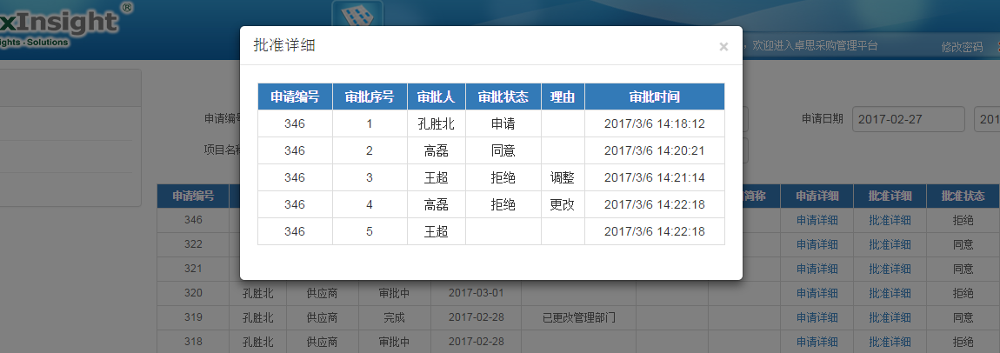 xInsight®
ghts - Solutions
，欢迎进入卓思采购管理平台
修改密码
批准详细 ×
申请编号 审批序号 审批人 审批状态 理由 审批时间
346 1 孔胜北 申请 2017/3/6 14:18:12
346 2 高磊 同意 2017/3/6 14:20:21
346 3 王超 拒绝 调整 2017/3/6 14:21:14
346 4 高磊 拒绝 更改 2017/3/6 14:22:18
346 5 王超 2017/3/6 14:22:18
申请编 申请日期 2017-02-27 201
项目名
申请编号 简称 申请详细 批准详细 批准状态
346 申请详细 批准详细 拒绝
322 申请详细 批准详细 同意
321 申请详细 批准详细 同意
320 孔胜北 供应商 审批中 2017-03-01 申请详细 批准详细 拒绝
319 孔胜北 供应商 完成 2017-02-28 已更改管理部门 申请详细 批准详细 同意
318 孔胜北 供应商 审批中 2017-02-28 申请详细 批准详细 拒绝